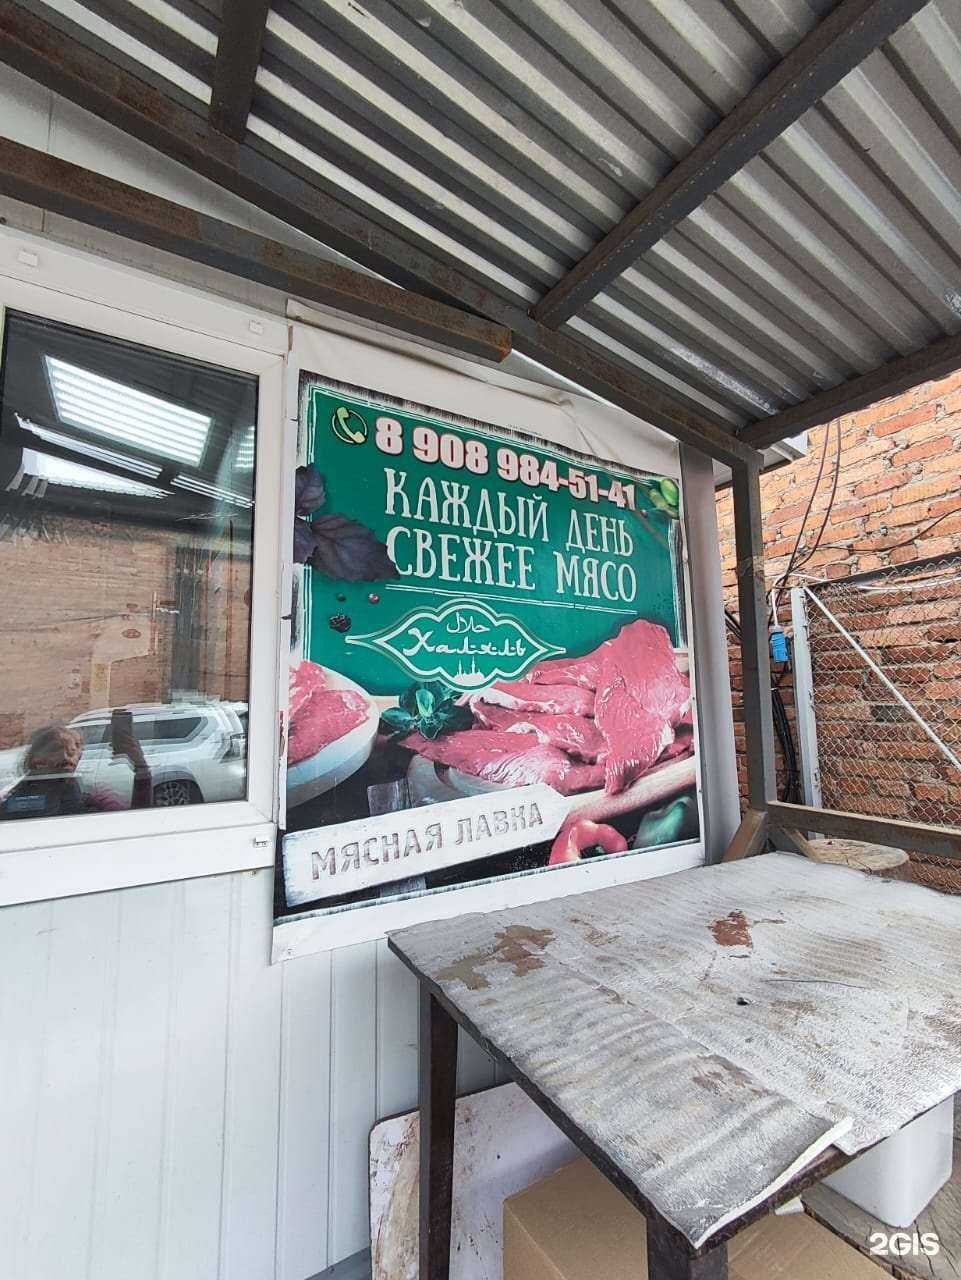 8 908 984-51-41
КАЖДЫЙ ДЕНЬ
СВЕЖЕЕ МЯСО
حلال
Халяль
МЯСНАЯ ЛАВКА
2GIS